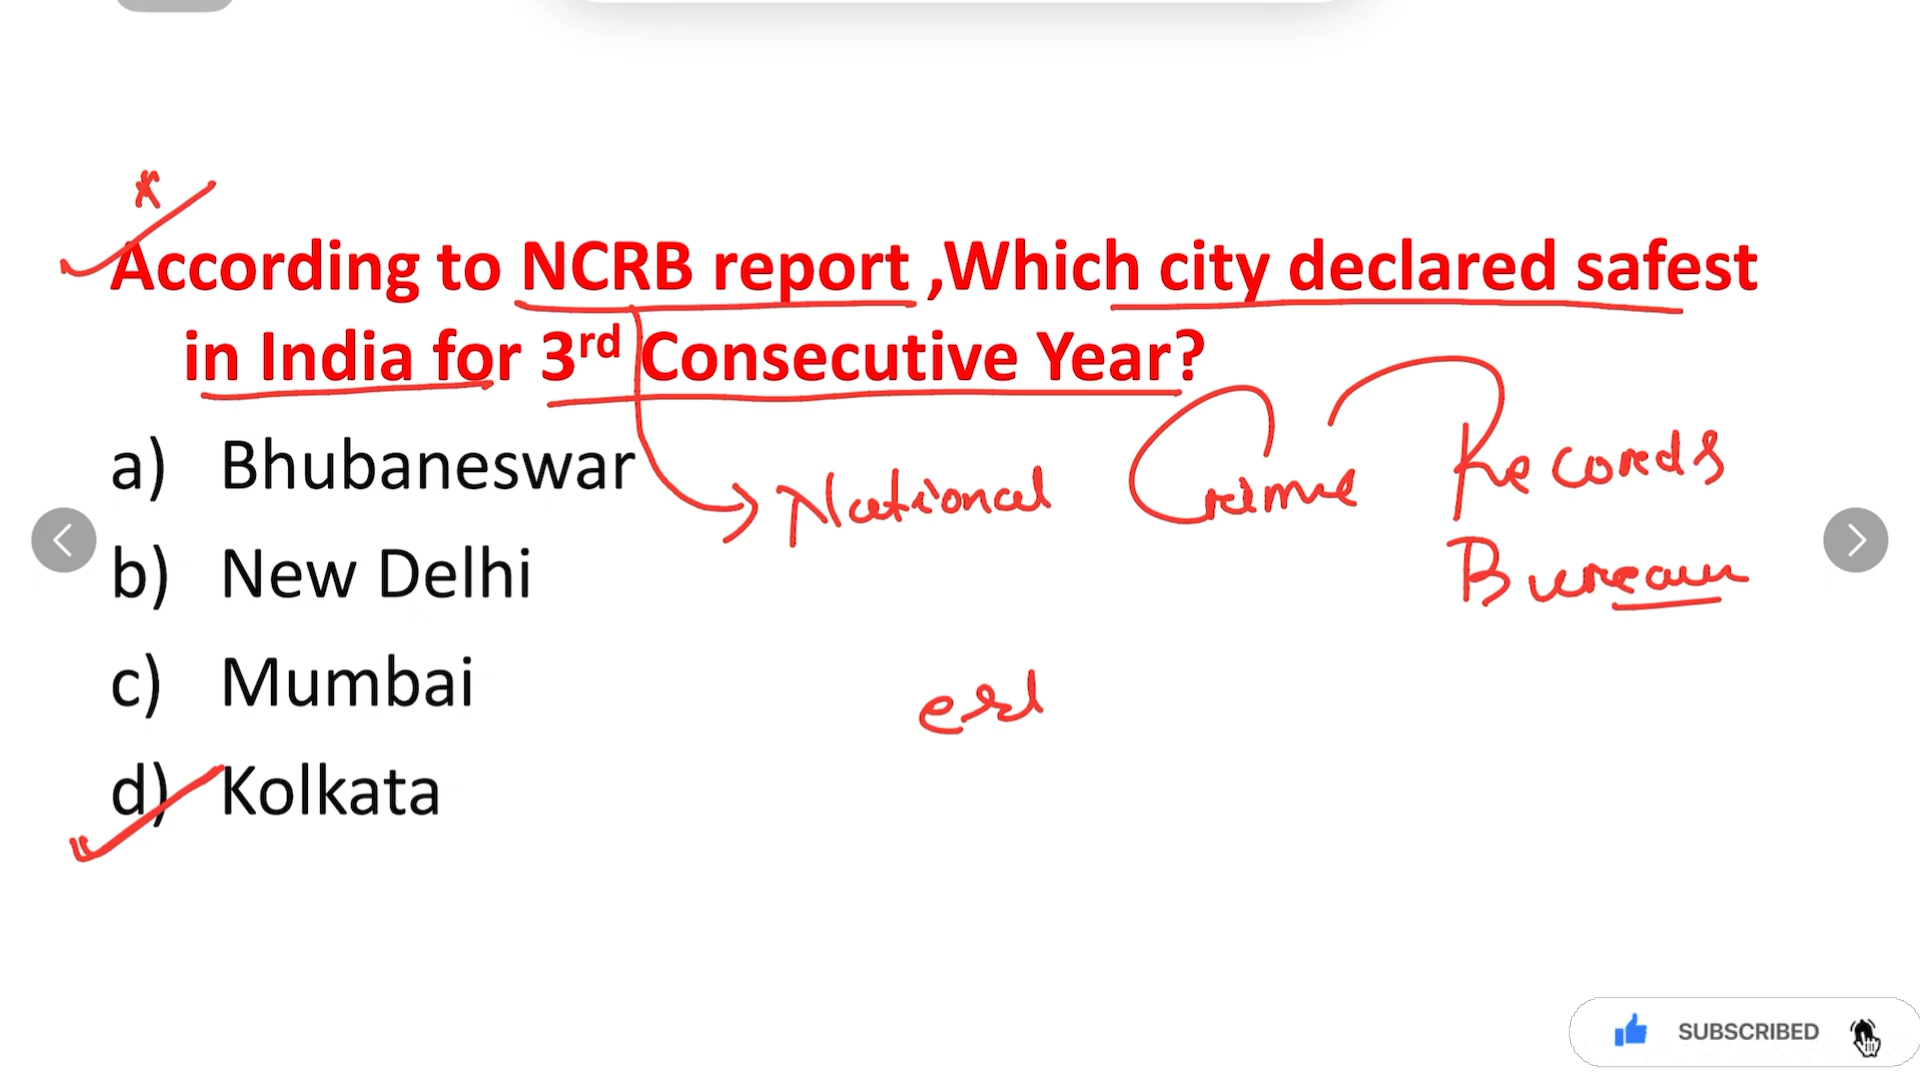 According to NCRB report ,Which city declared safest
in India for 3rd Consecutive Year?
a) Bhubaneswar
National Crime Records
b) New Delhi
Bureau
c) Mumbai
d) Kolkata
SUBSCRIBED